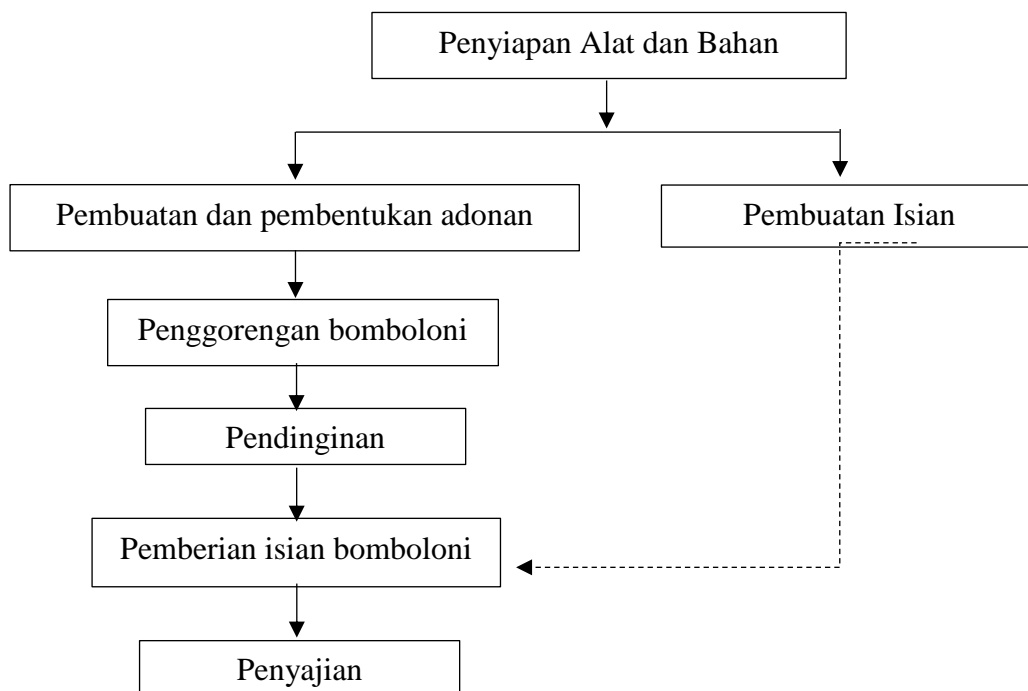 Penyiapan Alat dan Bahan
Pembuatan dan pembentukan adonan
Pembuatan Isian
Penggorengan bomboloni
Pendinginan
Pemberian isian bomboloni
Penyajian